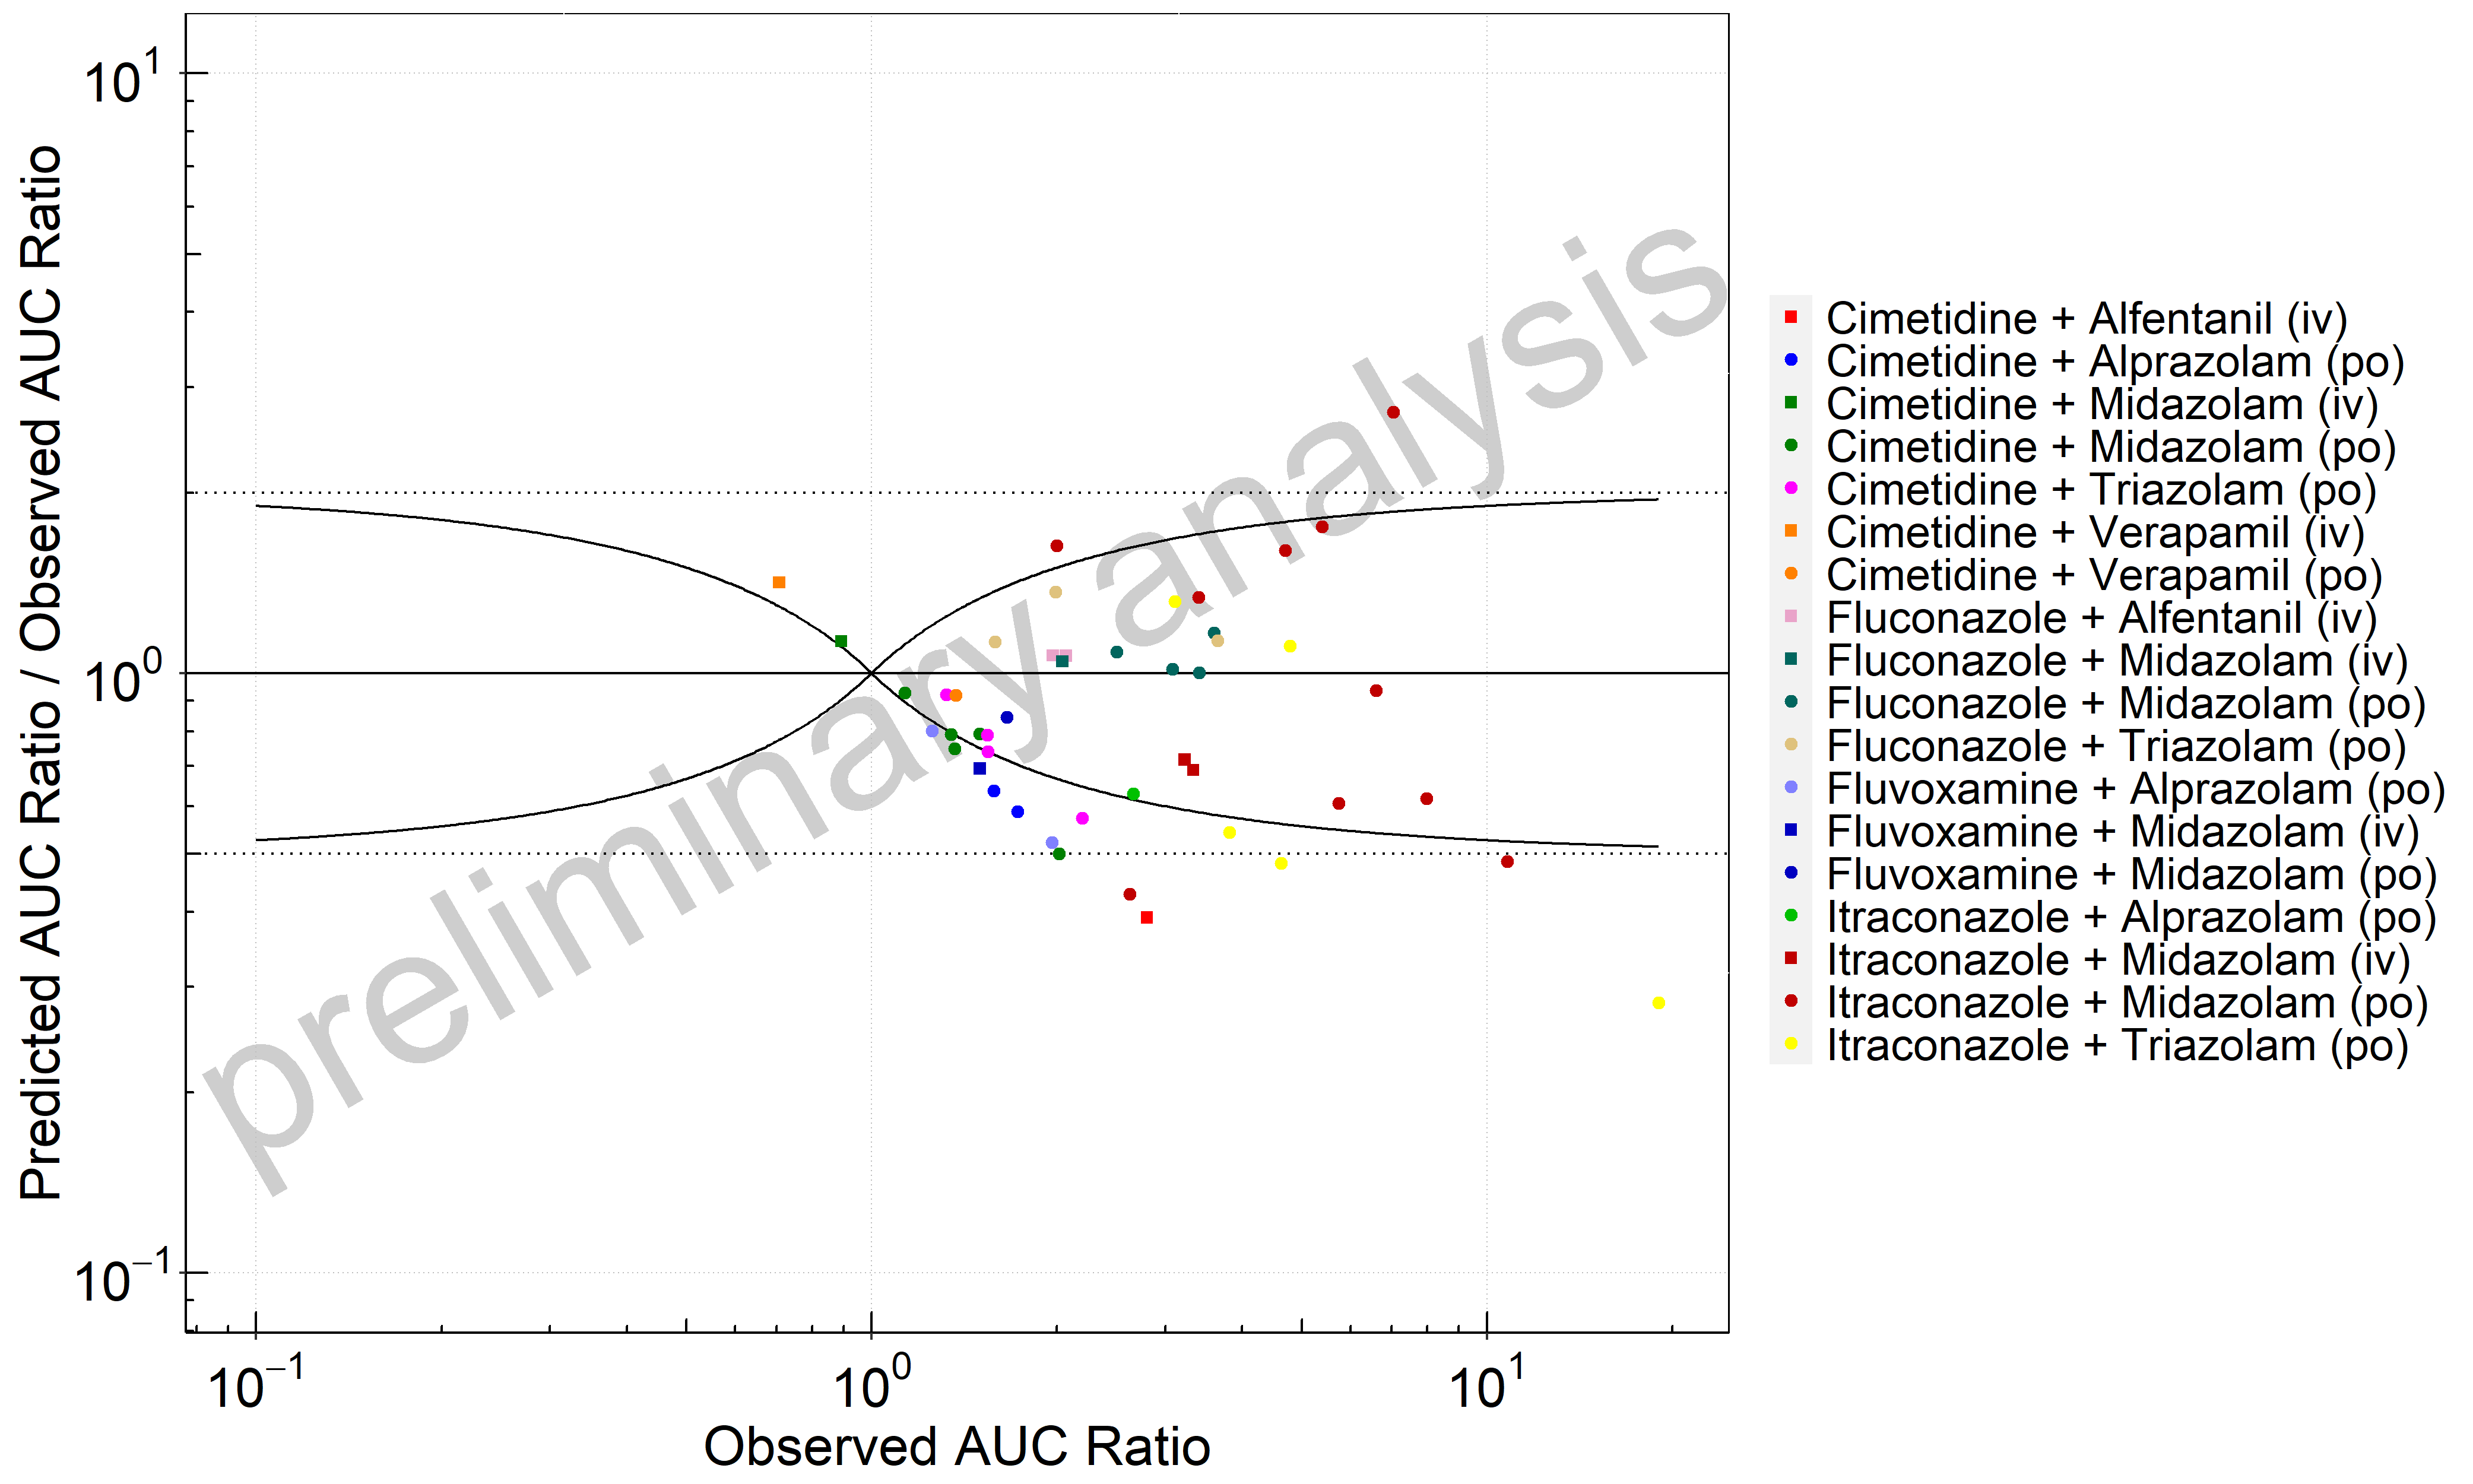 Predicted AUC Ratio / Observed AUC Ratio
10¹
10⁰
10⁻¹
preliminary analysis
10⁻¹
10⁰
10¹
Observed AUC Ratio
Cimetidine + Alfentanil (iv)
Cimetidine + Alprazolam (po)
Cimetidine + Midazolam (iv)
Cimetidine + Midazolam (po)
Cimetidine + Triazolam (po)
Cimetidine + Verapamil (iv)
Cimetidine + Verapamil (po)
Fluconazole + Alfentanil (iv)
Fluconazole + Midazolam (iv)
Fluconazole + Midazolam (po)
Fluconazole + Triazolam (po)
Fluvoxamine + Alprazolam (po)
Fluvoxamine + Midazolam (iv)
Fluvoxamine + Midazolam (po)
Itraconazole + Alprazolam (po)
Itraconazole + Midazolam (iv)
Itraconazole + Midazolam (po)
Itraconazole + Triazolam (po)